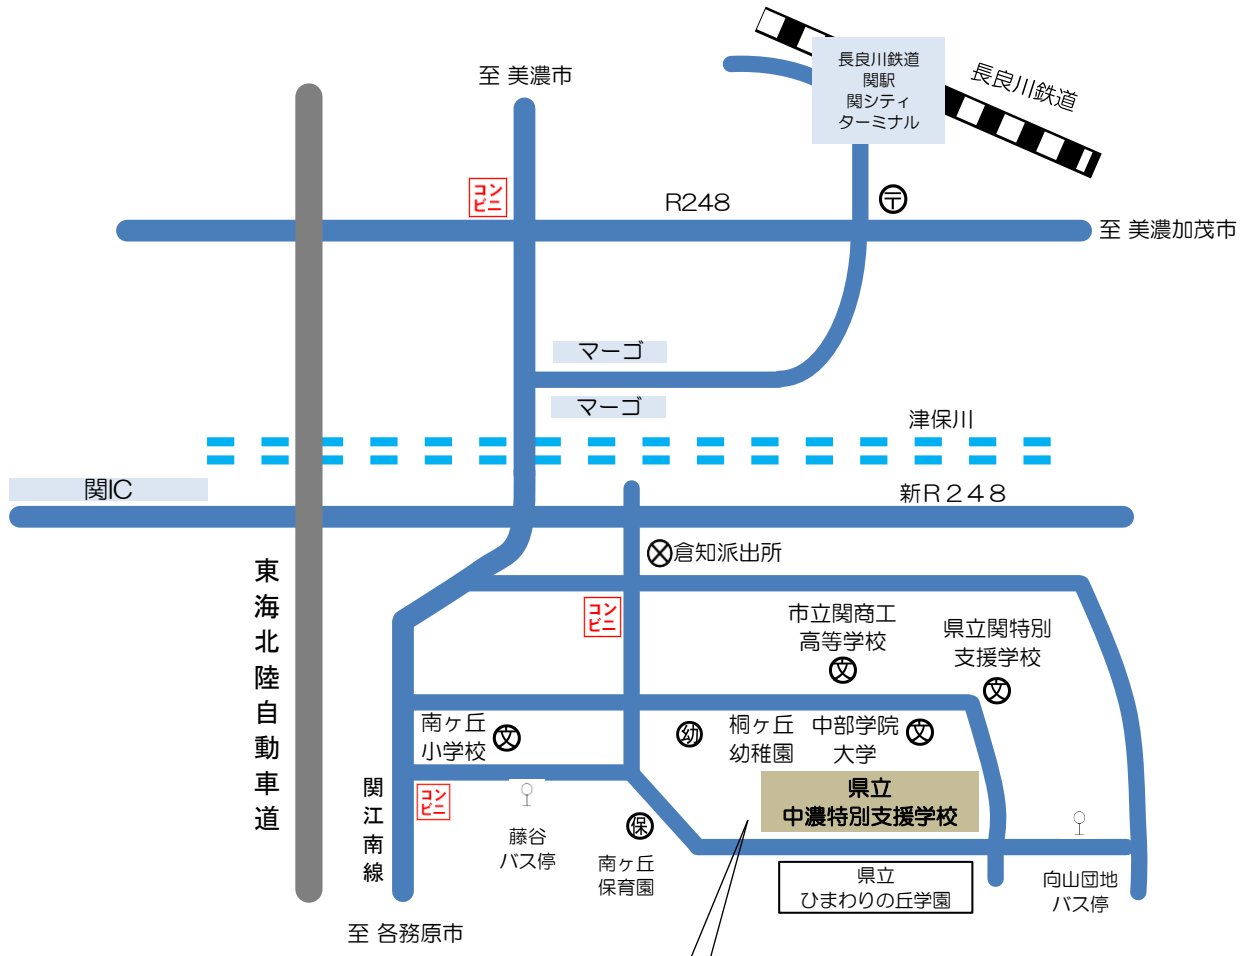 長良川鉄道
関駅
関シティ
ターミナル
長良川鉄道
至 美濃市
コン
ビニ
R248
〒
至 美濃加茂市
マーゴ
マーゴ
津保川
関IC
新R248
東海北陸自動車道
倉知派出所
コン
ビニ
市立関商工
高等学校
文
県立関特別
支援学校
文
南ヶ丘
小学校
文
幼
桐ヶ丘
幼稚園
中部学院
大学
文
県立
中濃特別支援学校
関江南線
コン
ビニ
藤谷
バス停
保
南ヶ丘
保育園
県立
ひまわりの丘学園
向山団地
バス停
至 各務原市